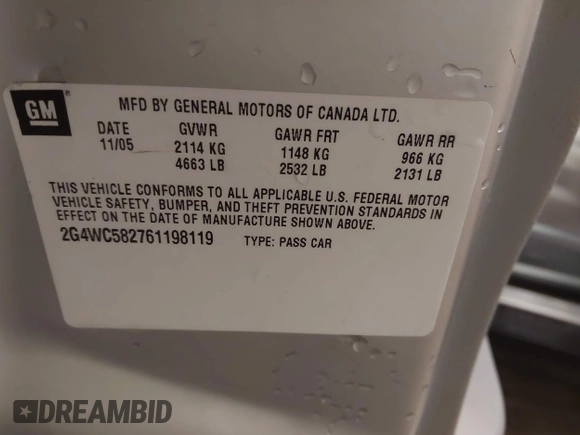 GM
MFD BY GENERAL MOTORS OF CANADA LTD.
DATE GVWR GAWR FRT GAWR RR
11/05 2114 KG 1148 KG 966 KG
4663 LB 2532 LB 2131 LB
THIS VEHICLE CONFORMS TO ALL APPLICABLE U.S. FEDERAL MOTOR
VEHICLE SAFETY, BUMPER, AND THEFT PREVENTION STANDARDS IN
EFFECT ON THE DATE OF MANUFACTURE SHOWN ABOVE.
2G4WC582761198119 TYPE: PASS CAR
DREAMBID